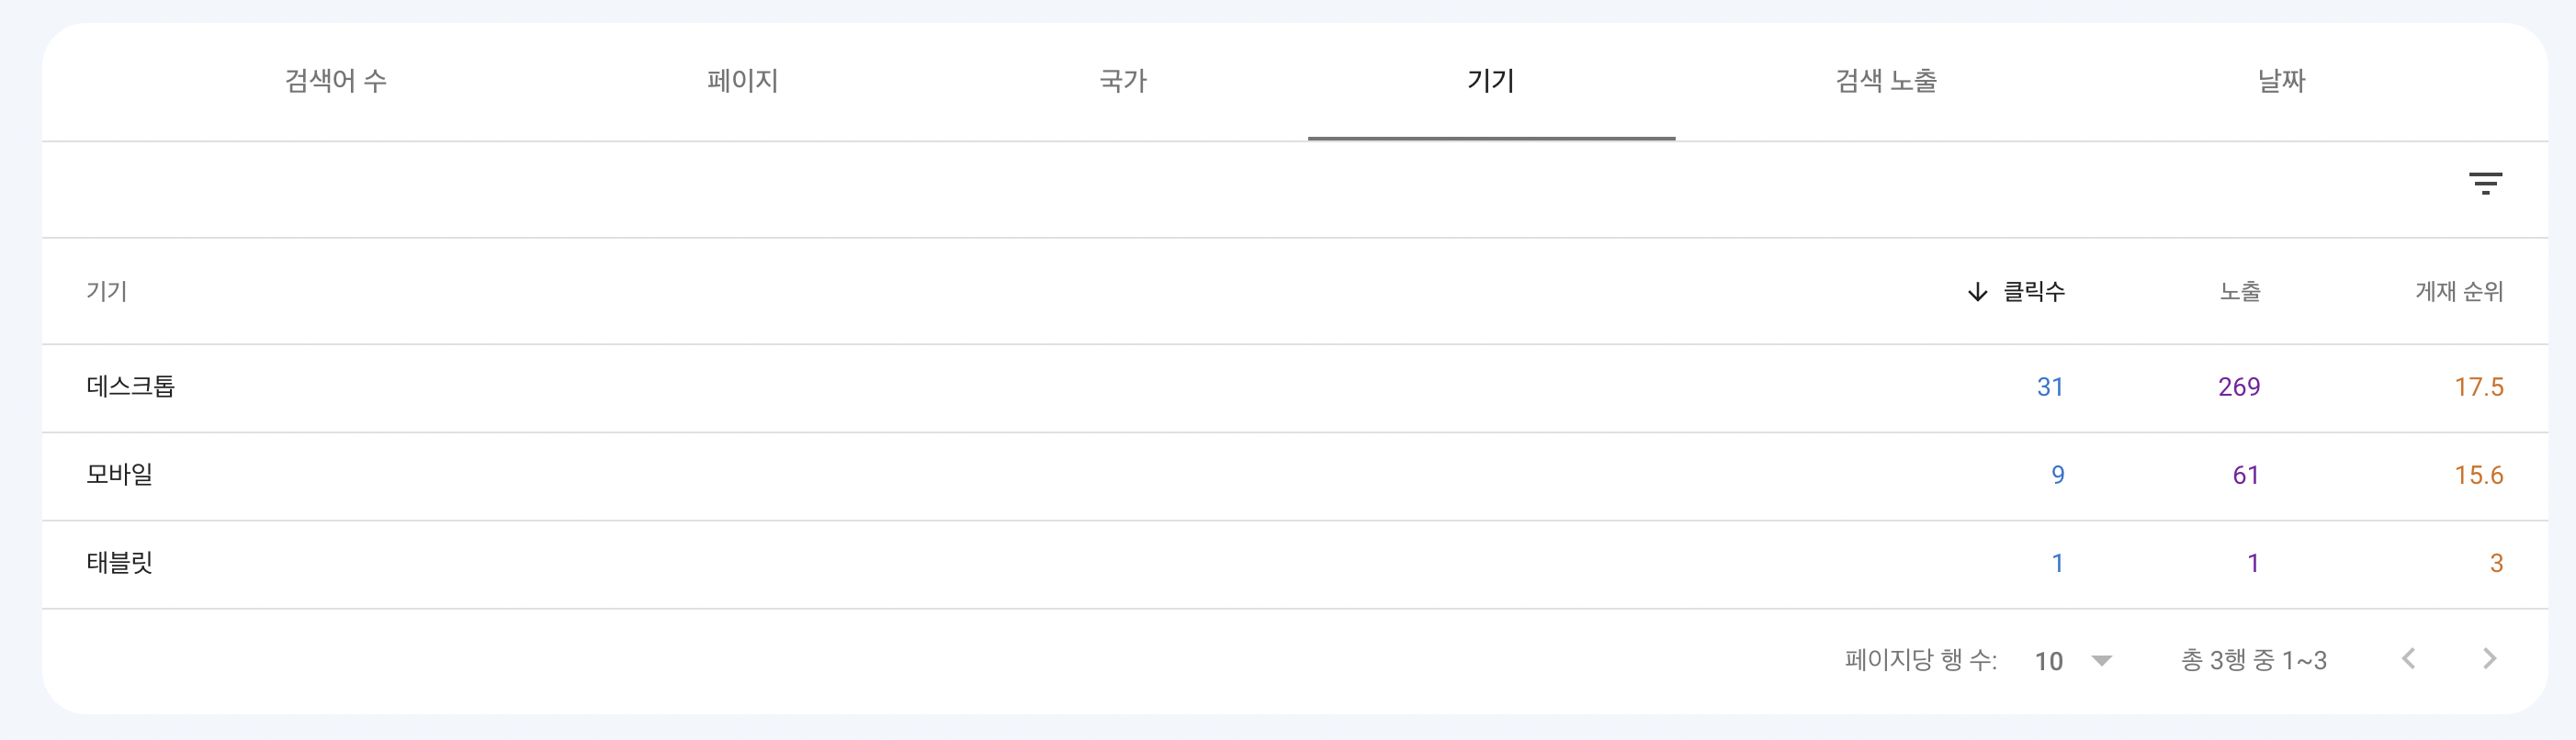 검색어 수 페이지 국가 기기 검색 노출 날짜
기기 클릭수 노출 게재 순위
데스크톱 31 269 17.5
모바일 9 61 15.6
태블릿 1 1 3
페이지당 행 수: 10 총 3행 중 1~3